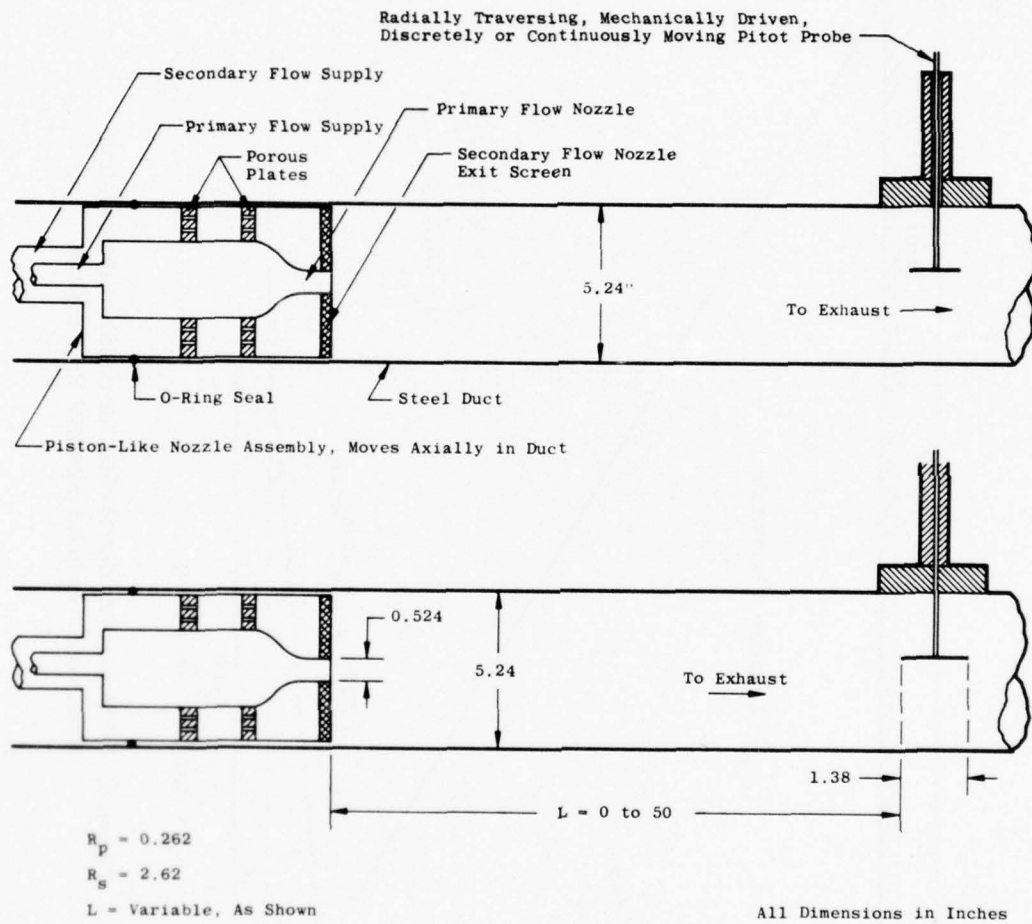 Radially Traversing, Mechanically Driven,
Discretely or Continuously Moving Pitot Probe
Secondary Flow Supply
Primary Flow Supply
Porous
Plates
Primary Flow Nozzle
Secondary Flow Nozzle
Exit Screen
5.24"
To Exhaust
O-Ring Seal
Steel Duct
Piston-Like Nozzle Assembly, Moves Axially in Duct
0.524
5.24
To Exhaust
1.38
L = 0 to 50
Rp = 0.262
Rs = 2.62
L = Variable, As Shown
All Dimensions in Inches